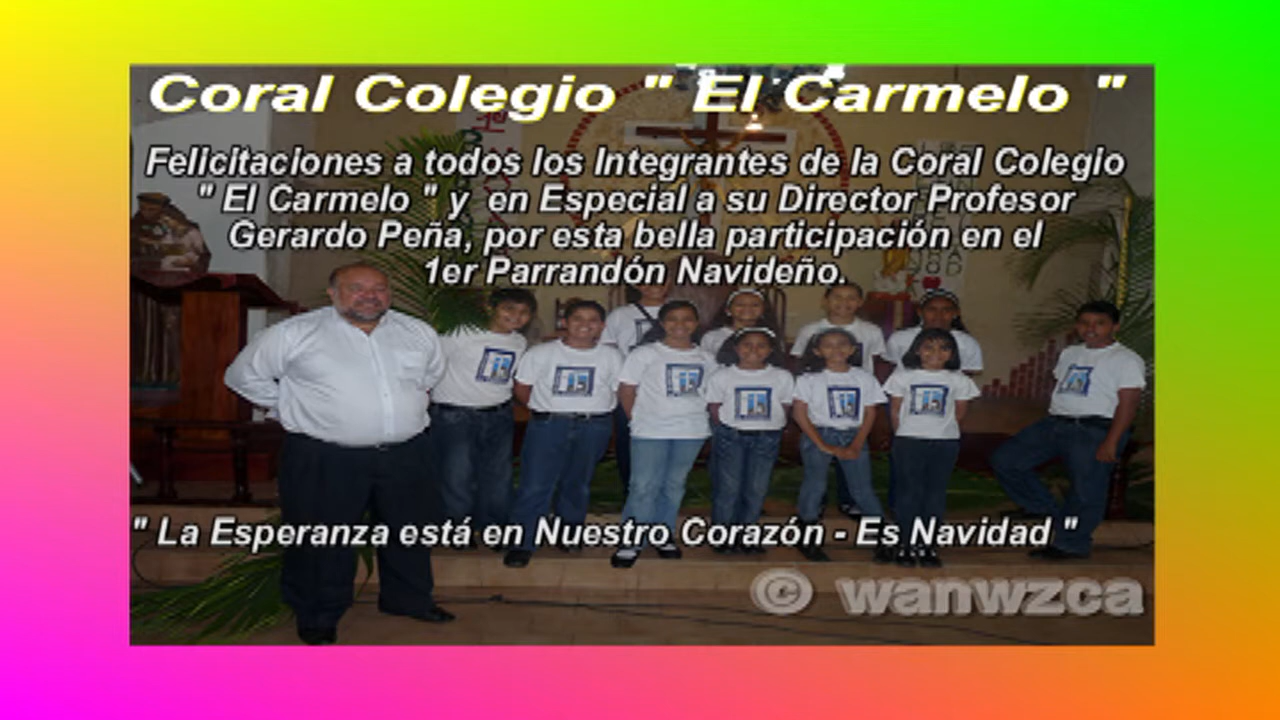 Coral Colegio " El Carmelo "
Felicitaciones a todos los Integrantes de la Coral Colegio
" El Carmelo " y en Especial a su Director Profesor
Gerardo Peña, por esta bella participación en el
1er Parrandón Navideño.
" La Esperanza está en Nuestro Corazón - Es Navidad "
© wanwzca